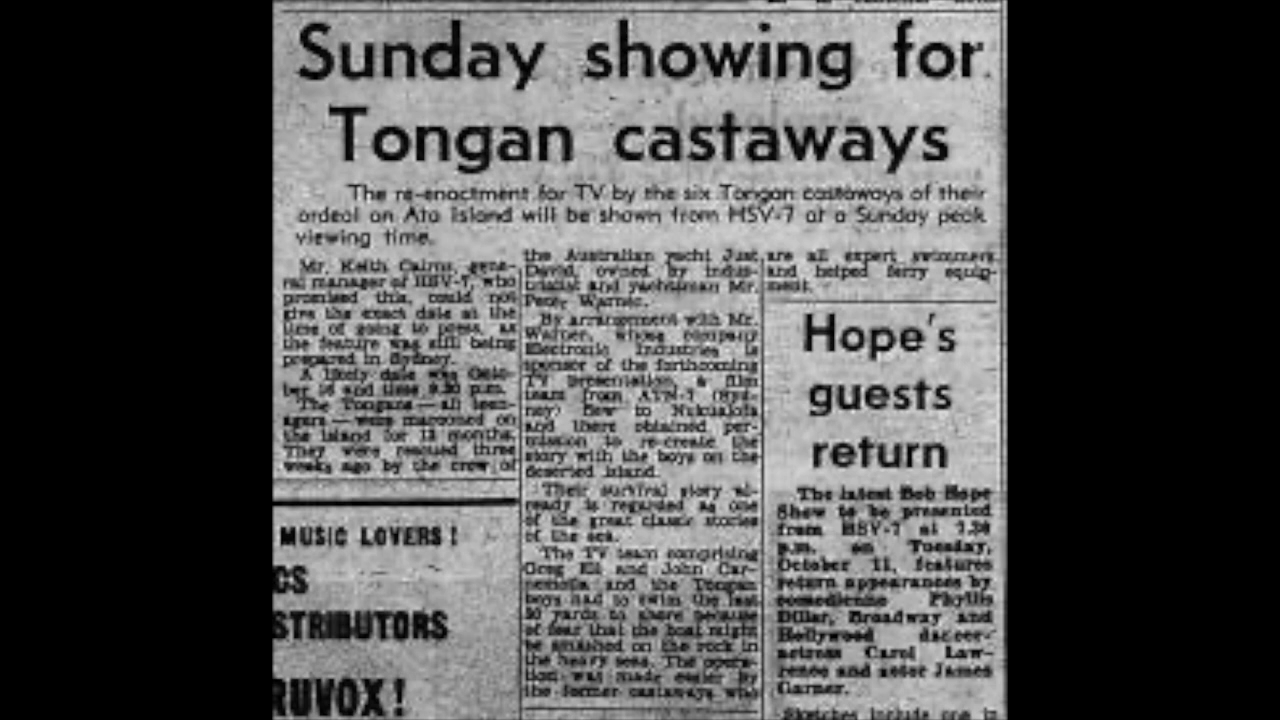 Sunday showing for
Tongan castaways
The re-enactment for TV by the six Tongan castaways of their
ordeal on Ata Island will be shown from HSV-7 at a Sunday peak
viewing time.
Mr. Keith Cairns, gene-
ral manager of HSV-7, who
promised this, could not
give the exact date at the
time of going to press, as
the feature was still being
prepared in Sydney.
A likely date was Octo-
ber 16 and time 9.30 p.m.
The Tongans — all teen-
agers — were marooned on
the island for 15 months.
They were rescued three
weeks ago by the crew of
the Australian yacht Just
David, owned by indus-
trialist and yachtsman Mr.
Peter Warner.
By arrangement with Mr.
Warner, whose company
Electronic Industries is
sponsor of the forthcoming
TV presentation, a film
team from ATN-7 (Syd-
ney) flew to Nukualofa
and there obtained per-
mission to re-create the
story with the boys on the
deserted island.
Their survival story al-
ready is regarded as one
of the great classic stories
of the sea.
The TV team comprising
Greg and John Car-
and the Tongan
boys had to swim the last
50 yards to shore because
of fear that the boat might
be smashed on the rock in
the heavy seas. The opera-
tion was made easier by
the former castaways who
are all expert swimmers
and helped ferry equip-
ment.
Hope's
guests
return
The latest Bob Hope
Show to be presented
from HSV-7 at 7.30
p.m. on Tuesday,
October 11, features
return appearances by
comedienne Phyllis
Diller, Broadway and
Hollywood dancer-
actress Carol Law-
rence and actor James
Garner.
Sketches include one in
MUSIC LOVERS!
CS
STRIBUTORS
RUVOX!